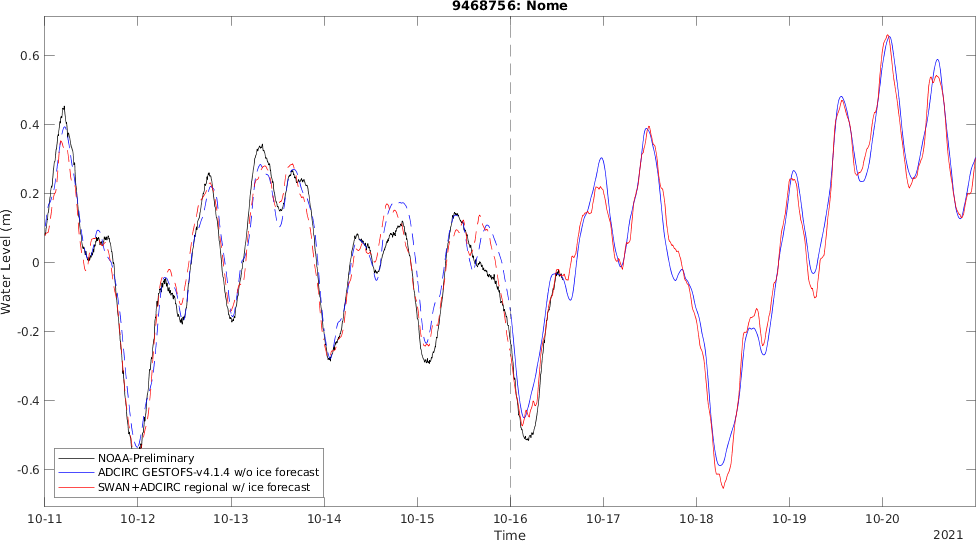 9468756: Nome
Water Level (m)
0.6
0.4
0.2
0
-0.2
-0.4
-0.6
NOAA-Preliminary
ADCIRC GESTOFS-v4.1.4 w/o ice forecast
SWAN+ADCIRC regional w/ ice forecast
10-11 10-12 10-13 10-14 10-15 10-16 10-17 10-18 10-19 10-20
Time
2021